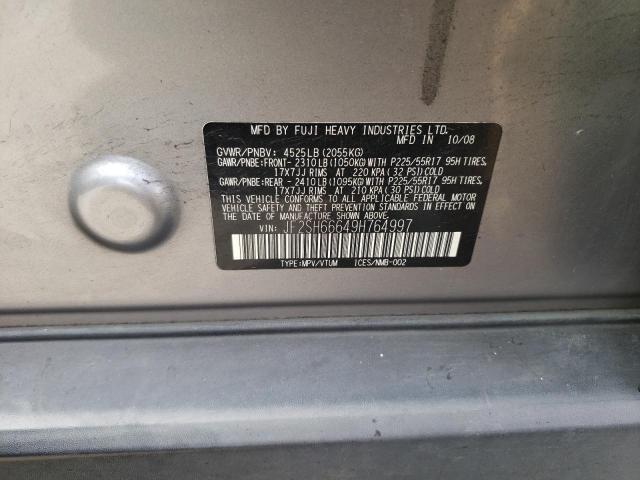 MFD BY FUJI HEAVY INDUSTRIES LTD.
MFD IN 10/08
GVWR/PNBV: 4525LB (2055KG)
GAWR/PNBE:FRONT- 2310LB (1050KG)WITH P225/55R17 95H TIRES,
17X7JJ RIMS AT 220 KPA (32 PSI)COLD
GAWR/PNBE:REAR - 2410LB (1095KG)WITH P225/55R17 95H TIRES,
17X7JJ RIMS AT 210 KPA (30 PSI)COLD
THIS VEHICLE CONFORMS TO ALL APPLICABLE FEDERAL MOTOR
VEHICLE SAFETY AND THEFT PREVENTION STANDARDS IN EFFECT
ON THE DATE OF MANUFACTURE SHOWN ABOVE.
VIN: JF2SH66649H764997
TYPE:MPV/VTUM ICES/NMB-002